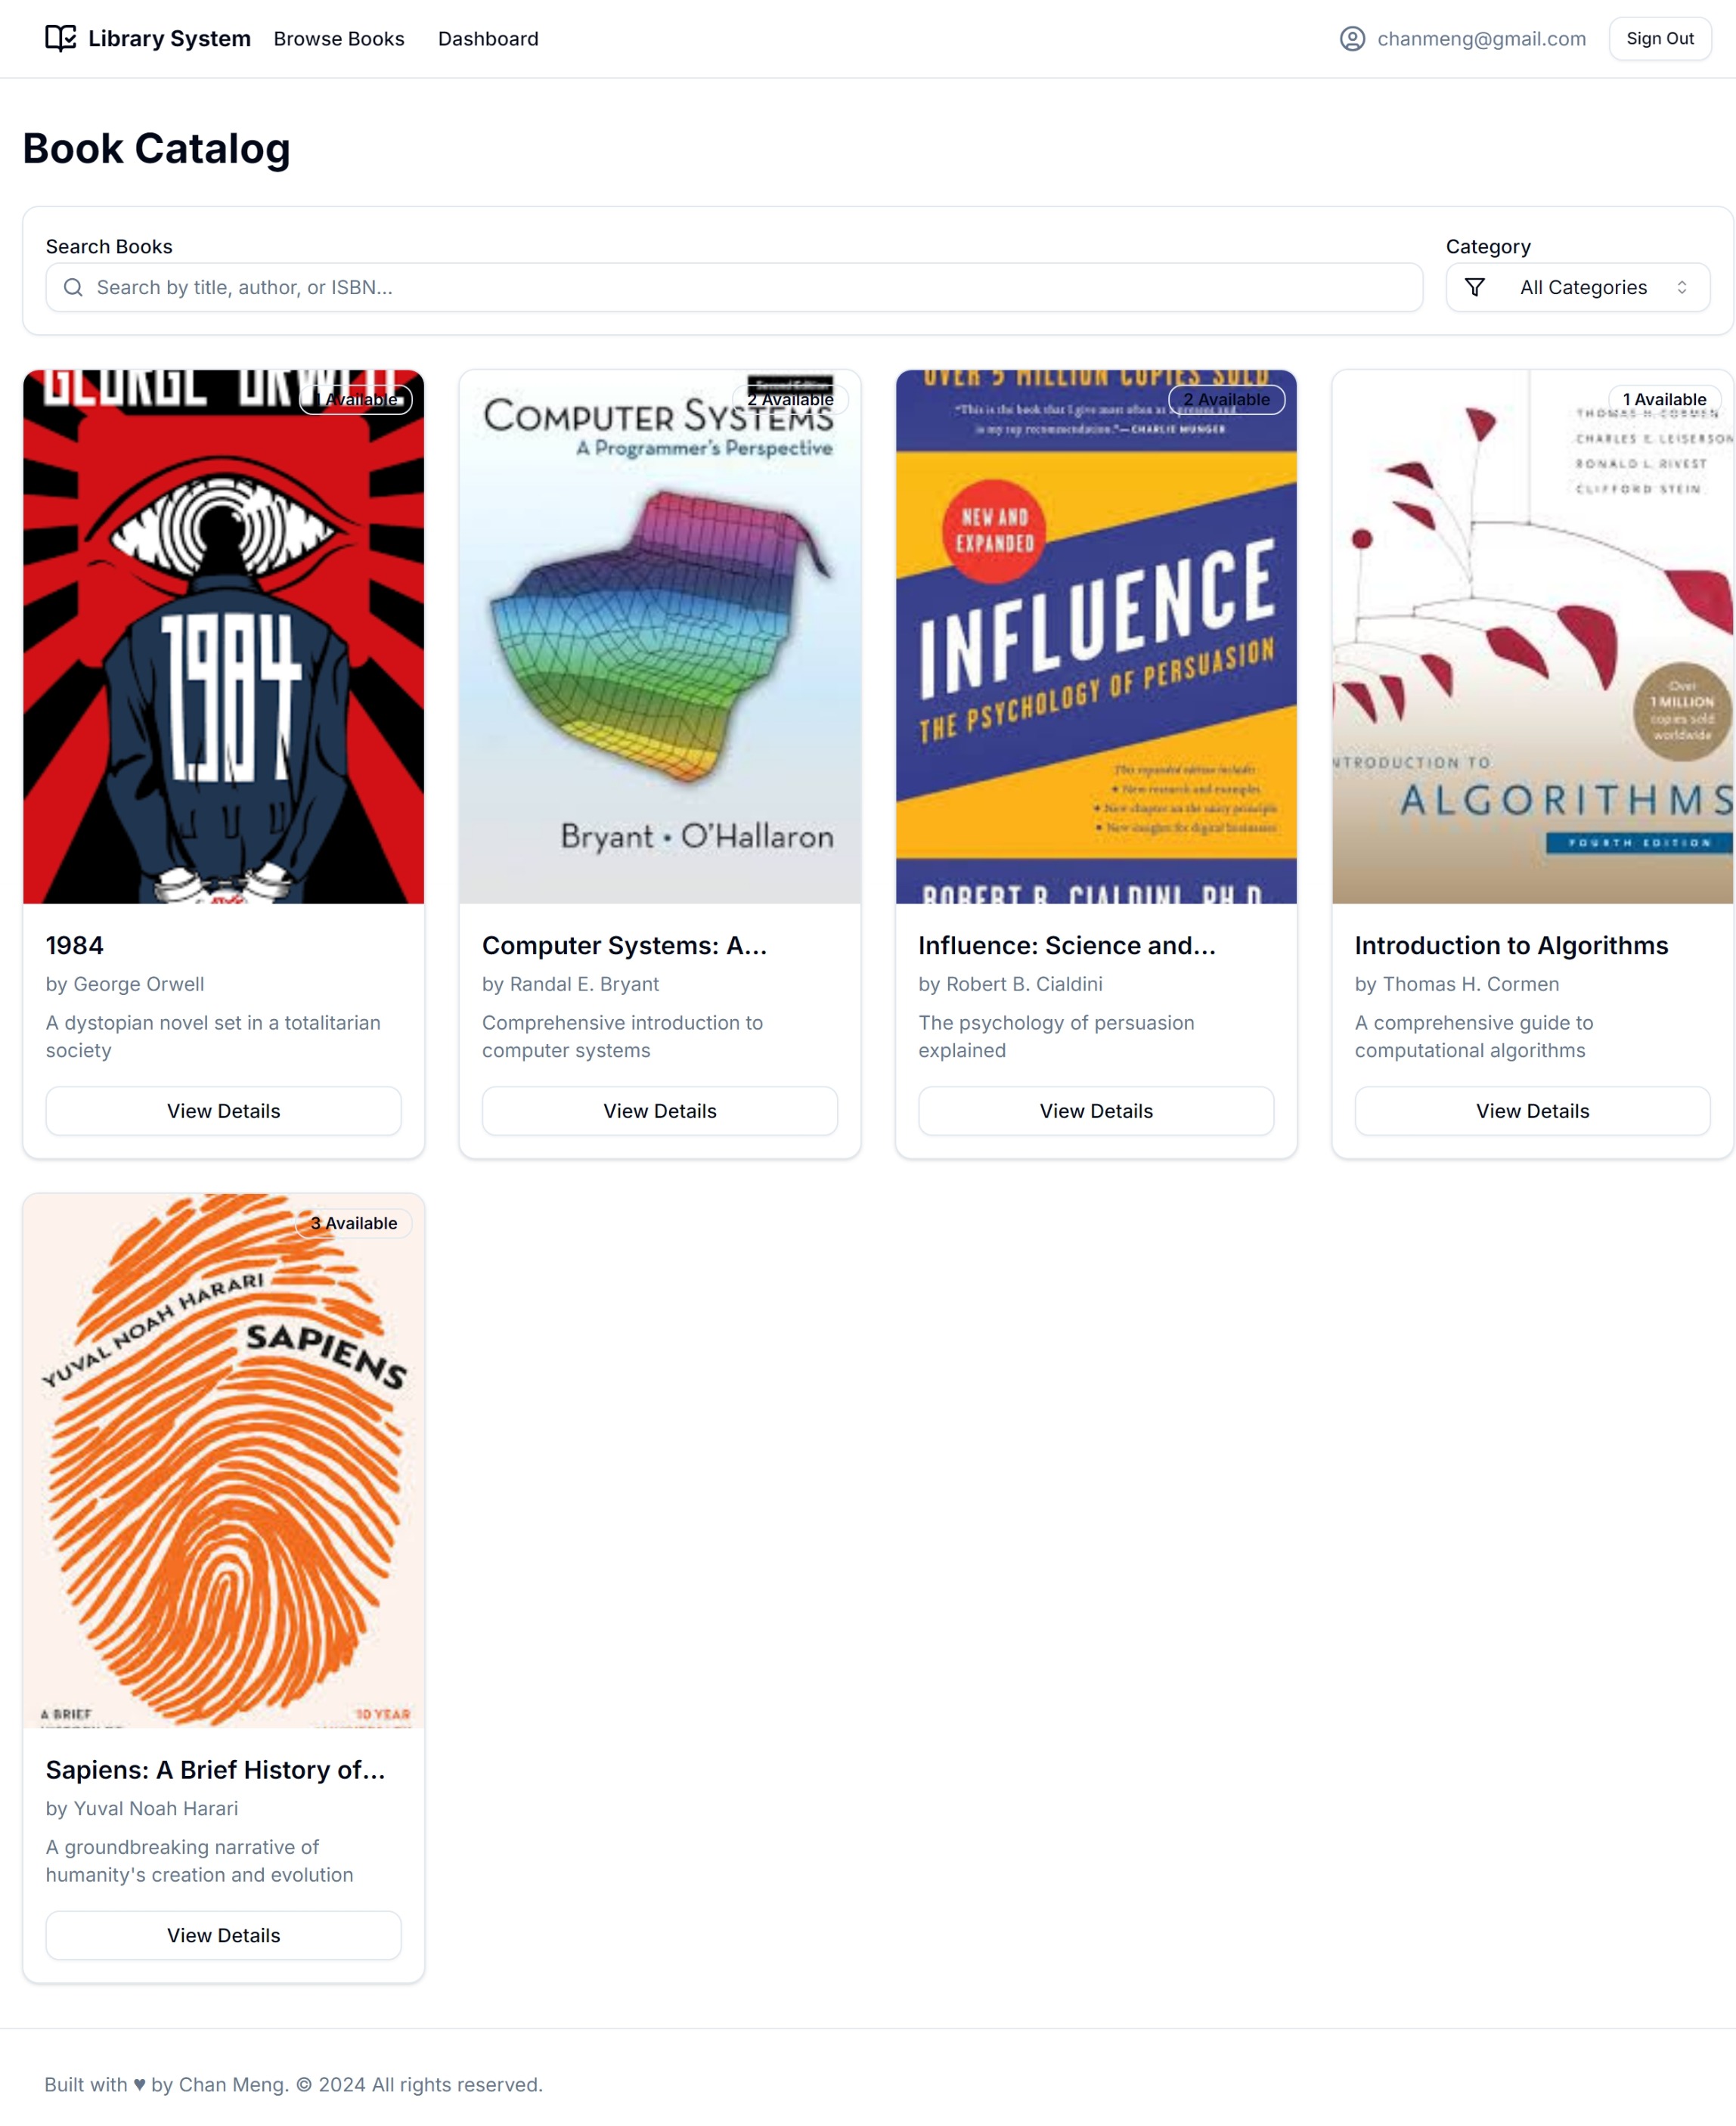 Library System
Browse Books
Dashboard
chanmeng@gmail.com
Sign Out
Book Catalog
Search Books
Category
Search by title, author, or ISBN...
All Categories
GEORGE ORWELL
1 Available
1984
1984
by George Orwell
A dystopian novel set in a totalitarian
society
View Details
Second Edition
2 Available
COMPUTER SYSTEMS
A Programmer's Perspective
Bryant • O'Hallaron
Computer Systems: A...
by Randal E. Bryant
Comprehensive introduction to
computer systems
View Details
OVER 5 MILLION COPIES SOLD
2 Available
"This is the book that I give most often as a present and
is my top recommendation."—CHARLIE MUNGER
NEW AND
EXPANDED
INFLUENCE
THE PSYCHOLOGY OF PERSUASION
This expanded edition includes
• New research and examples
• New chapter on the unity principle
• New insights for digital businesses
ROBERT B. CIALDINI, PH.D.
Influence: Science and...
by Robert B. Cialdini
The psychology of persuasion
explained
View Details
1 Available
THOMAS H. CORMEN
CHARLES E. LEISERSON
RONALD L. RIVEST
CLIFFORD STEIN
Over
1 MILLION
copies sold
worldwide
NTRODUCTION TO
ALGORITHMS
FOURTH EDITION
Introduction to Algorithms
by Thomas H. Cormen
A comprehensive guide to
computational algorithms
View Details
3 Available
YUVAL NOAH HARARI
SAPIENS
A BRIEF
10 YEAR
Sapiens: A Brief History of...
by Yuval Noah Harari
A groundbreaking narrative of
humanity's creation and evolution
View Details
Built with ♥ by Chan Meng. © 2024 All rights reserved.